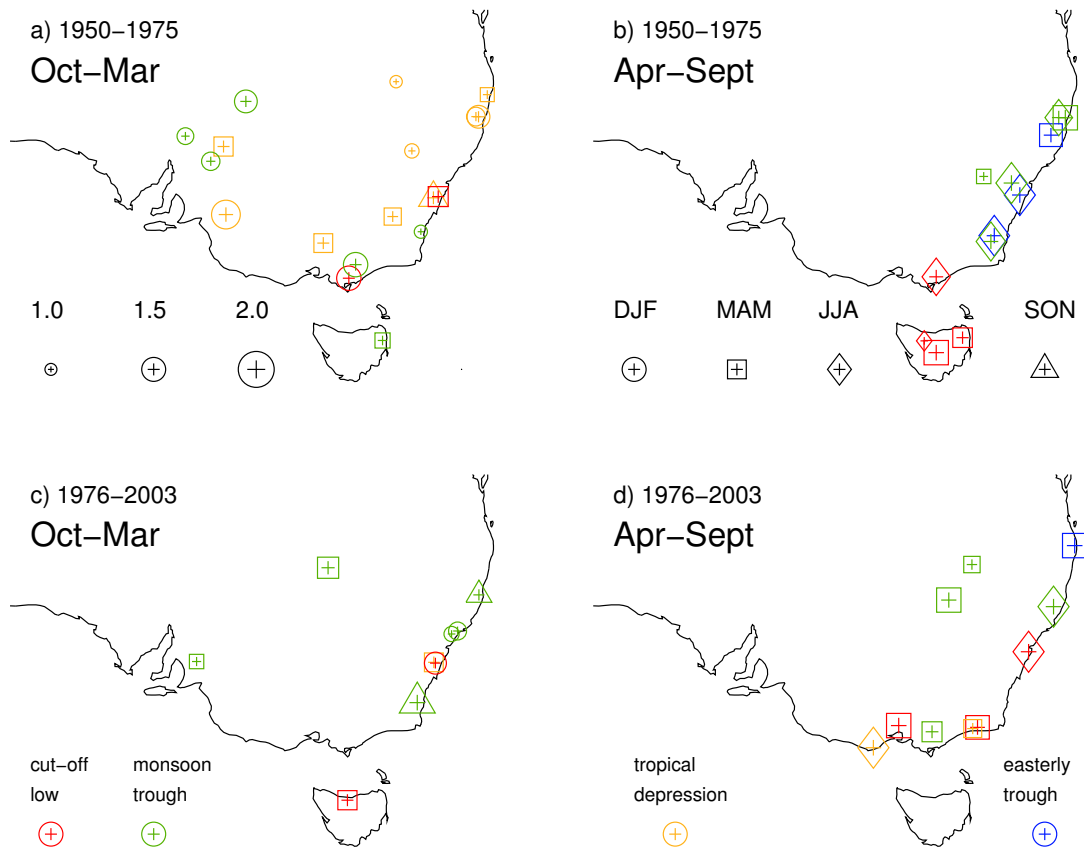 a) 1950−1975
Oct−Mar
1.0 1.5 2.0
b) 1950−1975
Apr−Sept
DJF MAM JJA SON
c) 1976−2003
Oct−Mar
cut−off monsoon
low trough
d) 1976−2003
Apr−Sept
tropical easterly
depression trough